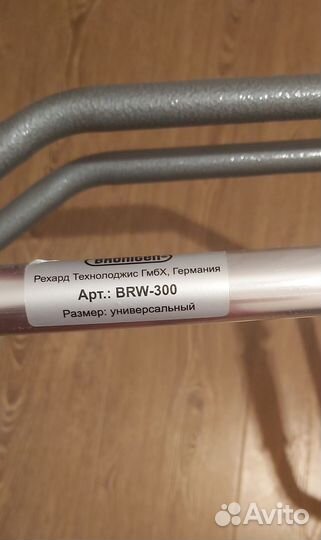 Рехард Технолоджис ГмбХ, Германия
Арт.: BRW-300
Размер: универсальный
Avito